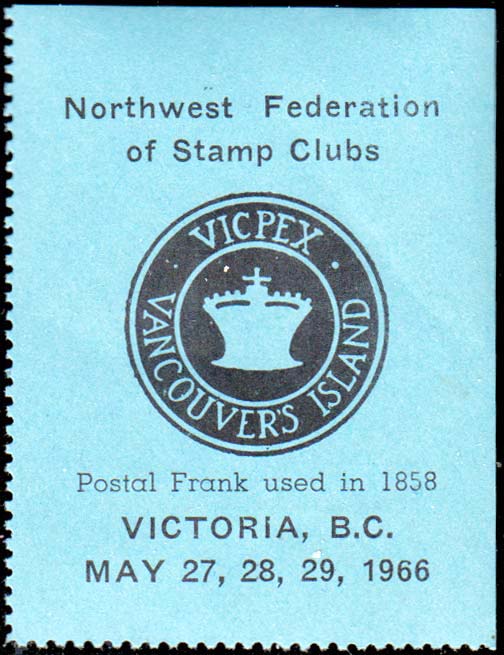 Northwest Federation
of Stamp Clubs
VICPEX
VANCOUVER'S ISLAND
Postal Frank used in 1858
VICTORIA, B.C.
MAY 27, 28, 29, 1966